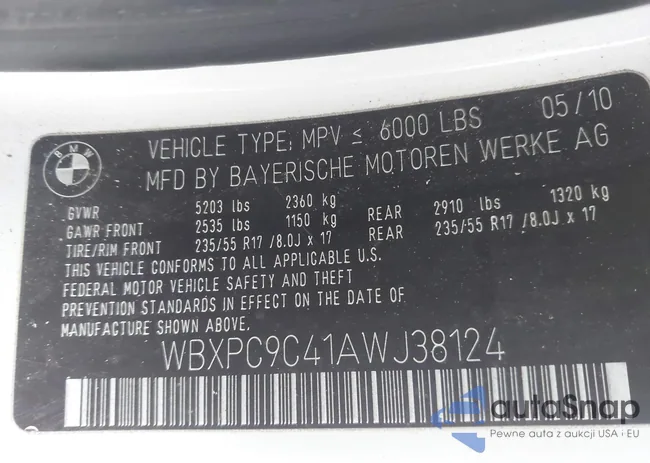 BMW
VEHICLE TYPE: MPV ≤ 6000 LBS 05/10
MFD BY BAYERISCHE MOTOREN WERKE AG
GVWR 5203 lbs 2360 kg
GAWR FRONT 2535 lbs 1150 kg REAR 2910 lbs 1320 kg
TIRE/RIM FRONT 235/55 R17 /8.0J x 17 REAR 235/55 R17 /8.0J x 17
THIS VEHICLE CONFORMS TO ALL APPLICABLE U.S.
FEDERAL MOTOR VEHICLE SAFETY AND THEFT
PREVENTION STANDARDS IN EFFECT ON THE DATE OF
MANUFACTURE SHOWN ABOVE.
WBXPC9C41AWJ38124
autoSnap
Pewne auta z aukcji USA i EU